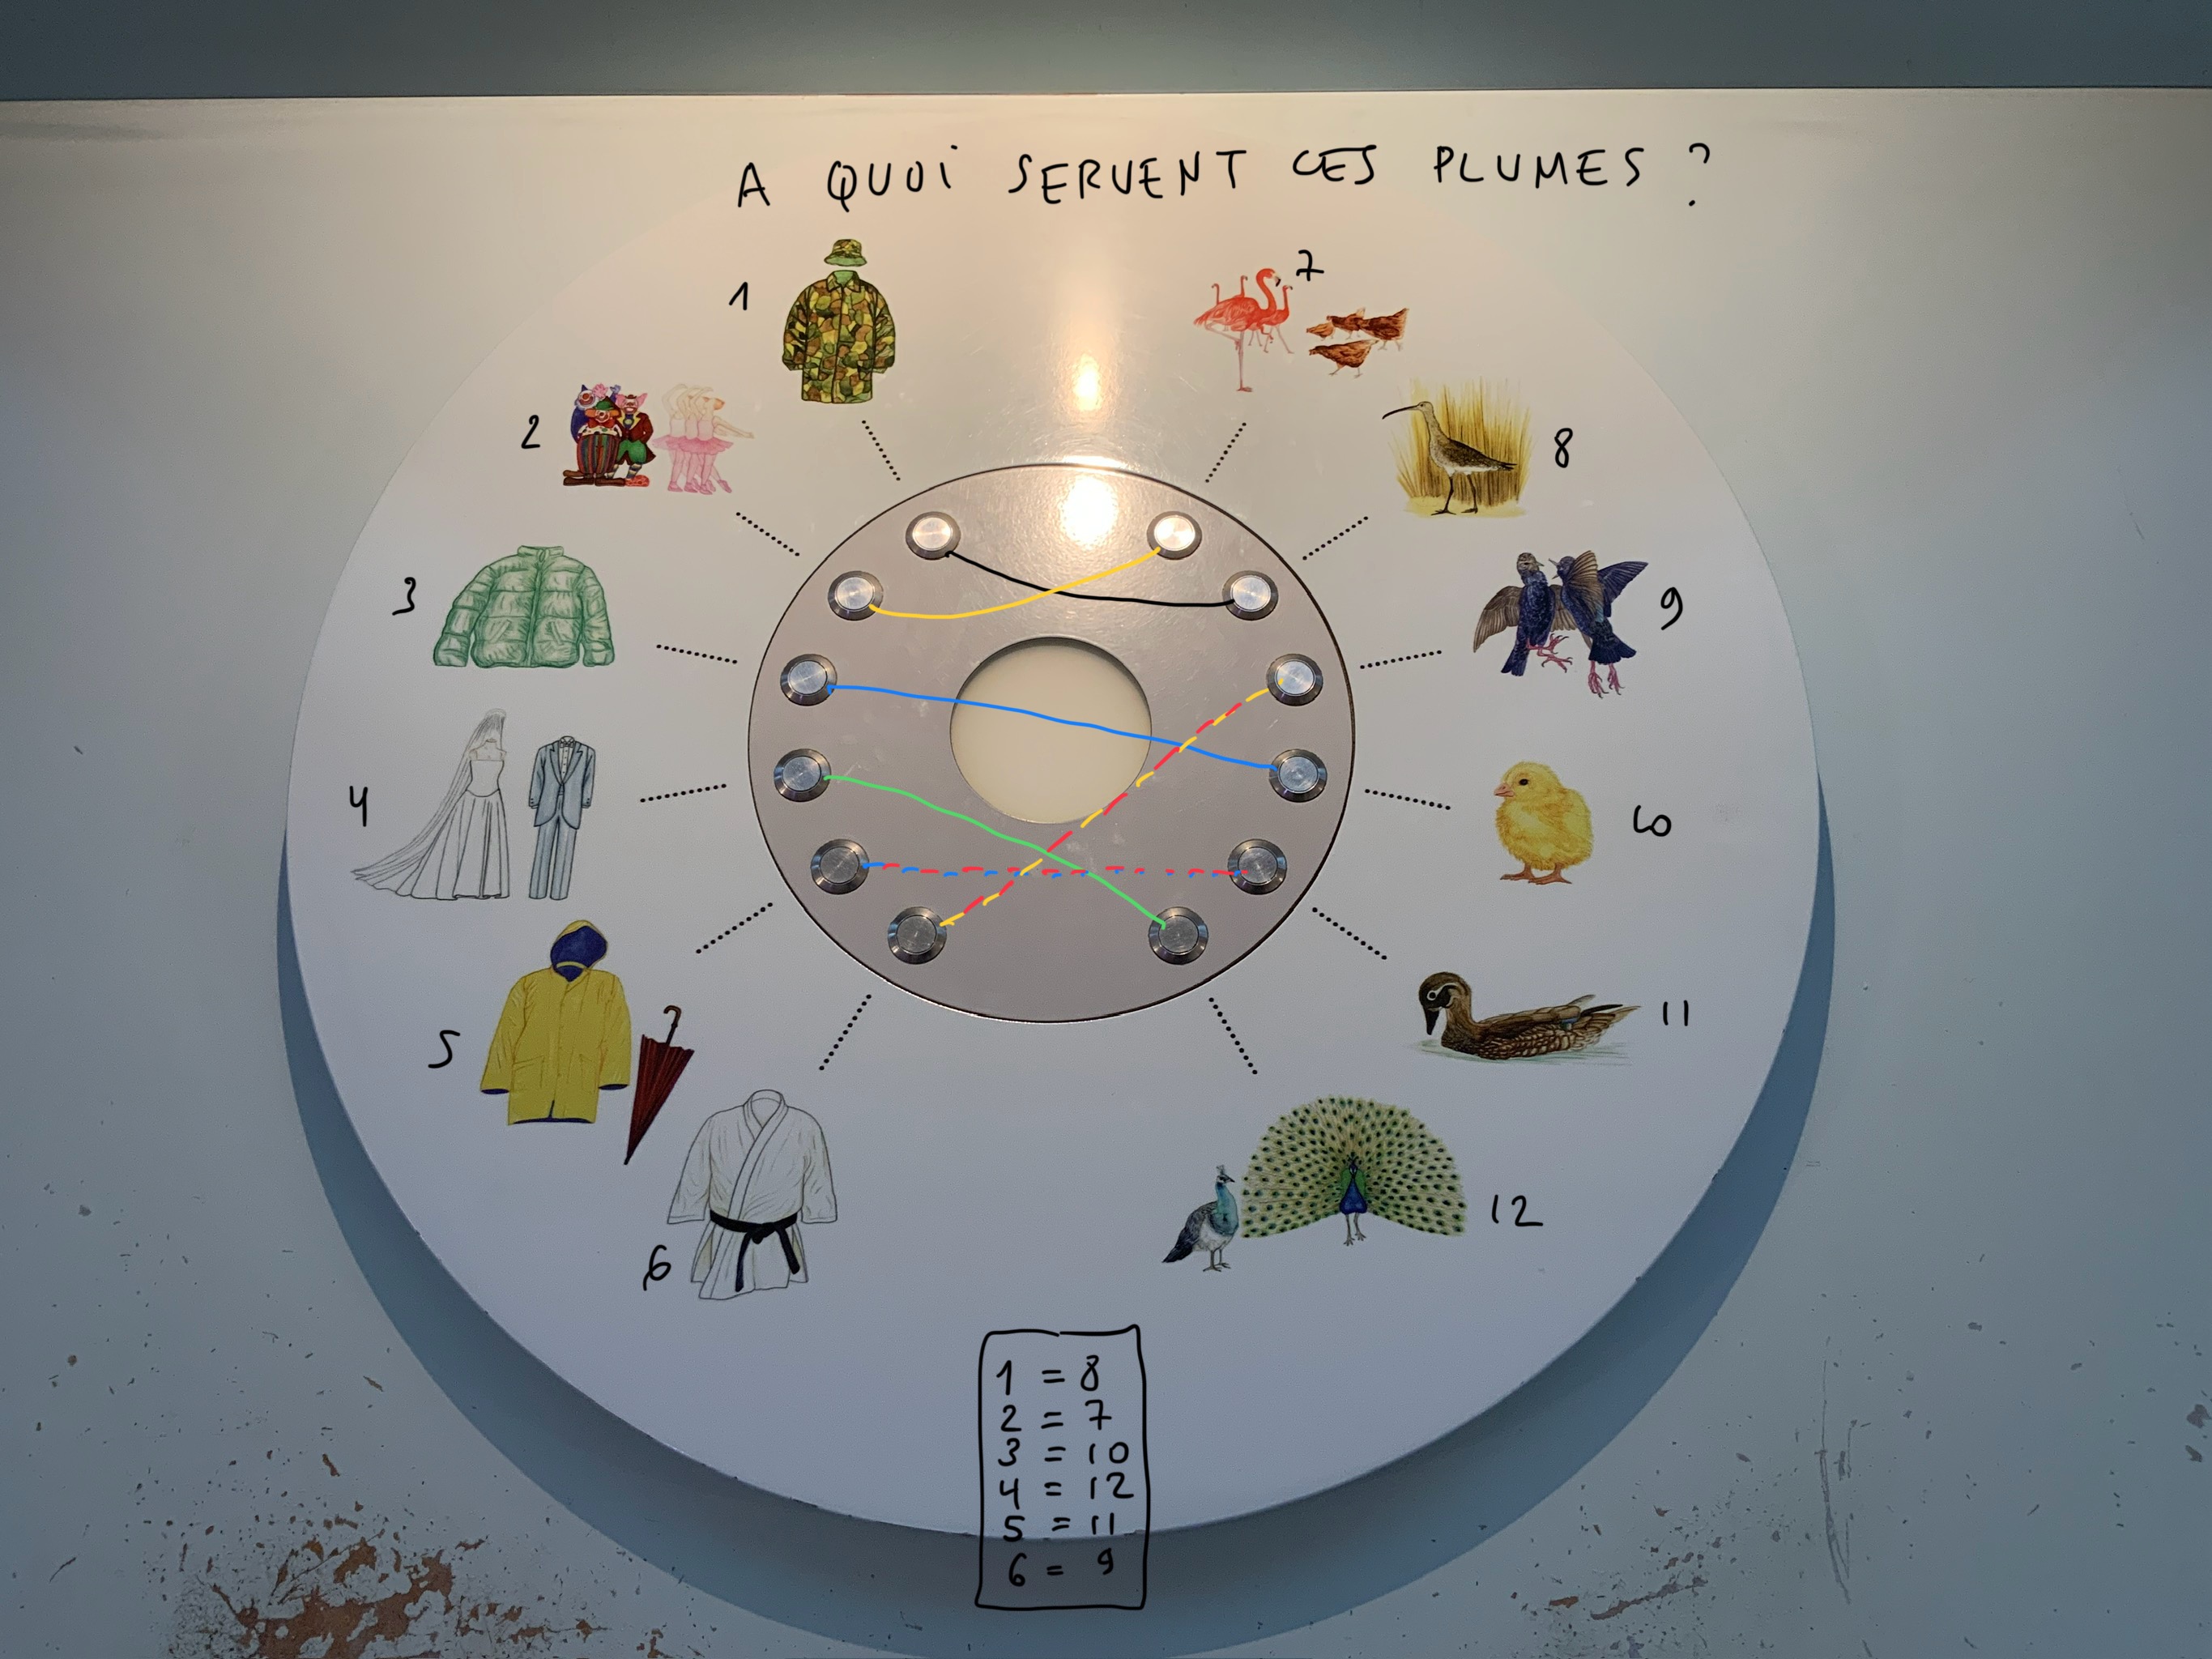 A QUOI SERVENT CES PLUMES ?
1
7
2
8
3
9
4
10
5
11
6
12
1 = 8
2 = 7
3 = 10
4 = 12
5 = 11
6 = 9